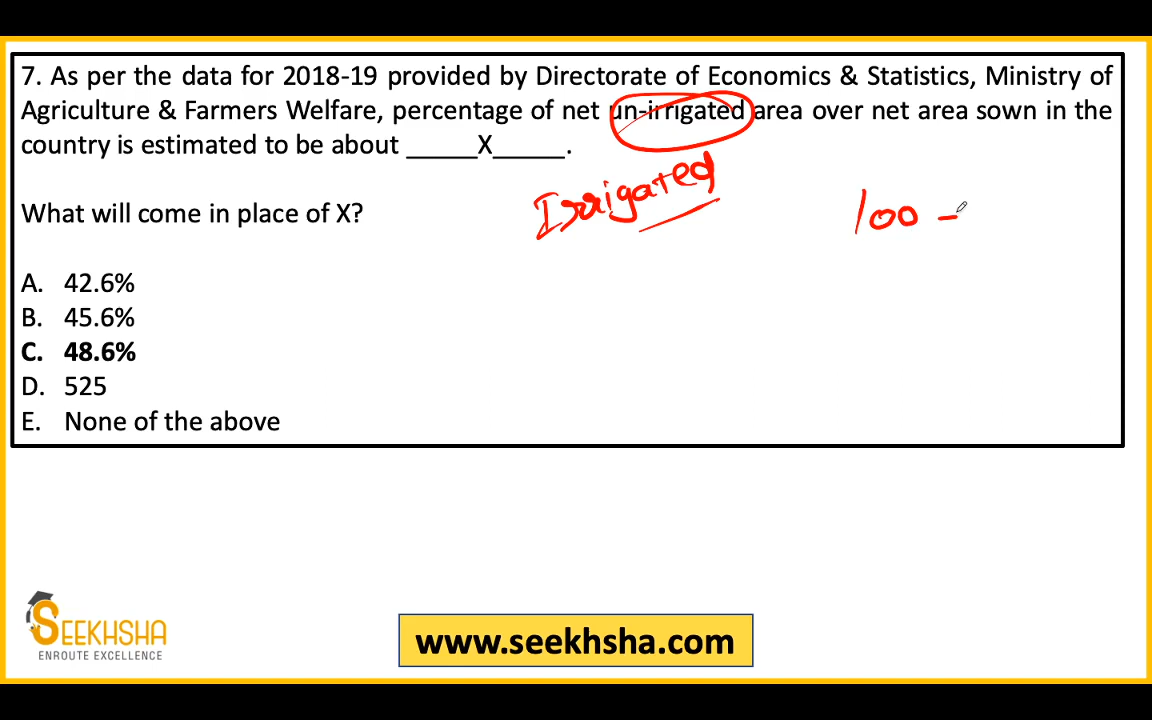 7. As per the data for 2018-19 provided by Directorate of Economics & Statistics, Ministry of
Agriculture & Farmers Welfare, percentage of net un-irrigated area over net area sown in the
country is estimated to be about _____X_____.
Irrigated
What will come in place of X?
100 -
A. 42.6%
B. 45.6%
C. 48.6%
D. 525
E. None of the above
SEEKHSHA
ENROUTE EXCELLENCE
www.seekhsha.com